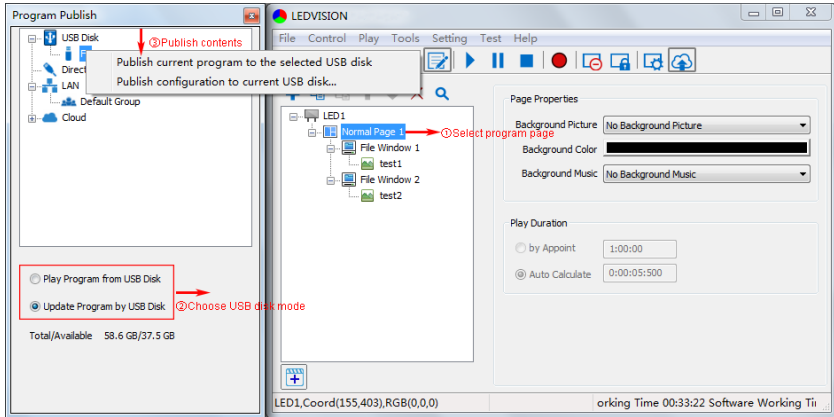 Program Publish
USB Disk
③Publish contents
Publish current program to the selected USB disk
Publish configuration to current USB disk...
Direct
LAN
Default Group
Cloud
Play Program from USB Disk
Update Program by USB Disk
②Choose USB disk mode
Total/Available 58.6 GB/37.5 GB
LEDVISION
File Control Play Tools Setting Test Help
LED1
Normal Page 1
①Select program page
File Window 1
test1
File Window 2
test2
Page Properties
Background Picture No Background Picture
Background Color
Background Music No Background Music
Play Duration
by Appoint 1:00:00
Auto Calculate 0:00:05:500
LED1,Coord(155,403),RGB(0,0,0)
orking Time 00:33:22 Software Working Ti